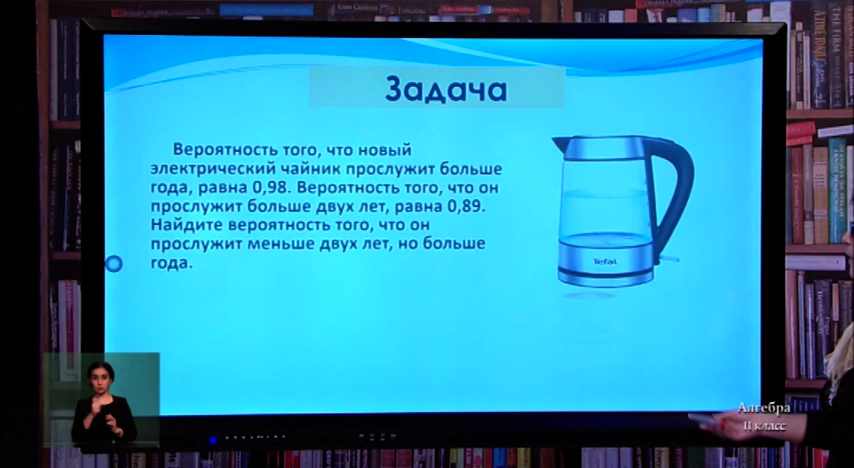 Задача
Вероятность того, что новый
электрический чайник прослужит больше
года, равна 0,98. Вероятность того, что он
прослужит больше двух лет, равна 0,89.
Найдите вероятность того, что он
прослужит меньше двух лет, но больше
года.
Tefal
Алгебра
11 класс